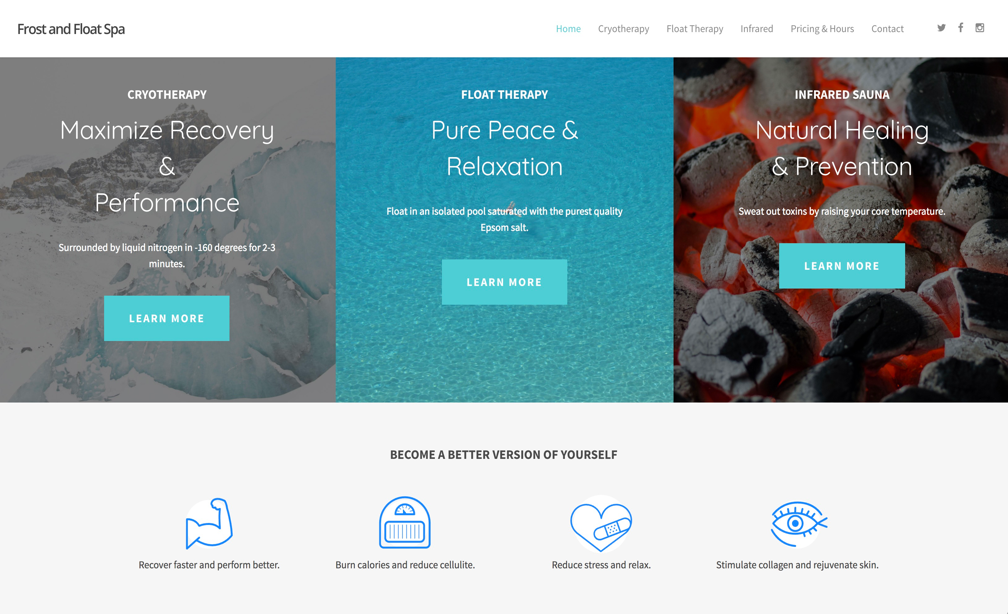 Frost and Float Spa
Home Cryotherapy Float Therapy Infrared Pricing & Hours Contact
CRYOTHERAPY
Maximize Recovery
&
Performance
Surrounded by liquid nitrogen in -160 degrees for 2-3
minutes.
LEARN MORE
FLOAT THERAPY
Pure Peace &
Relaxation
Float in an isolated pool saturated with the purest quality
Epsom salt.
LEARN MORE
INFRARED SAUNA
Natural Healing
& Prevention
Sweat out toxins by raising your core temperature.
LEARN MORE
BECOME A BETTER VERSION OF YOURSELF
Recover faster and perform better.
Burn calories and reduce cellulite.
Reduce stress and relax.
Stimulate collagen and rejuvenate skin.